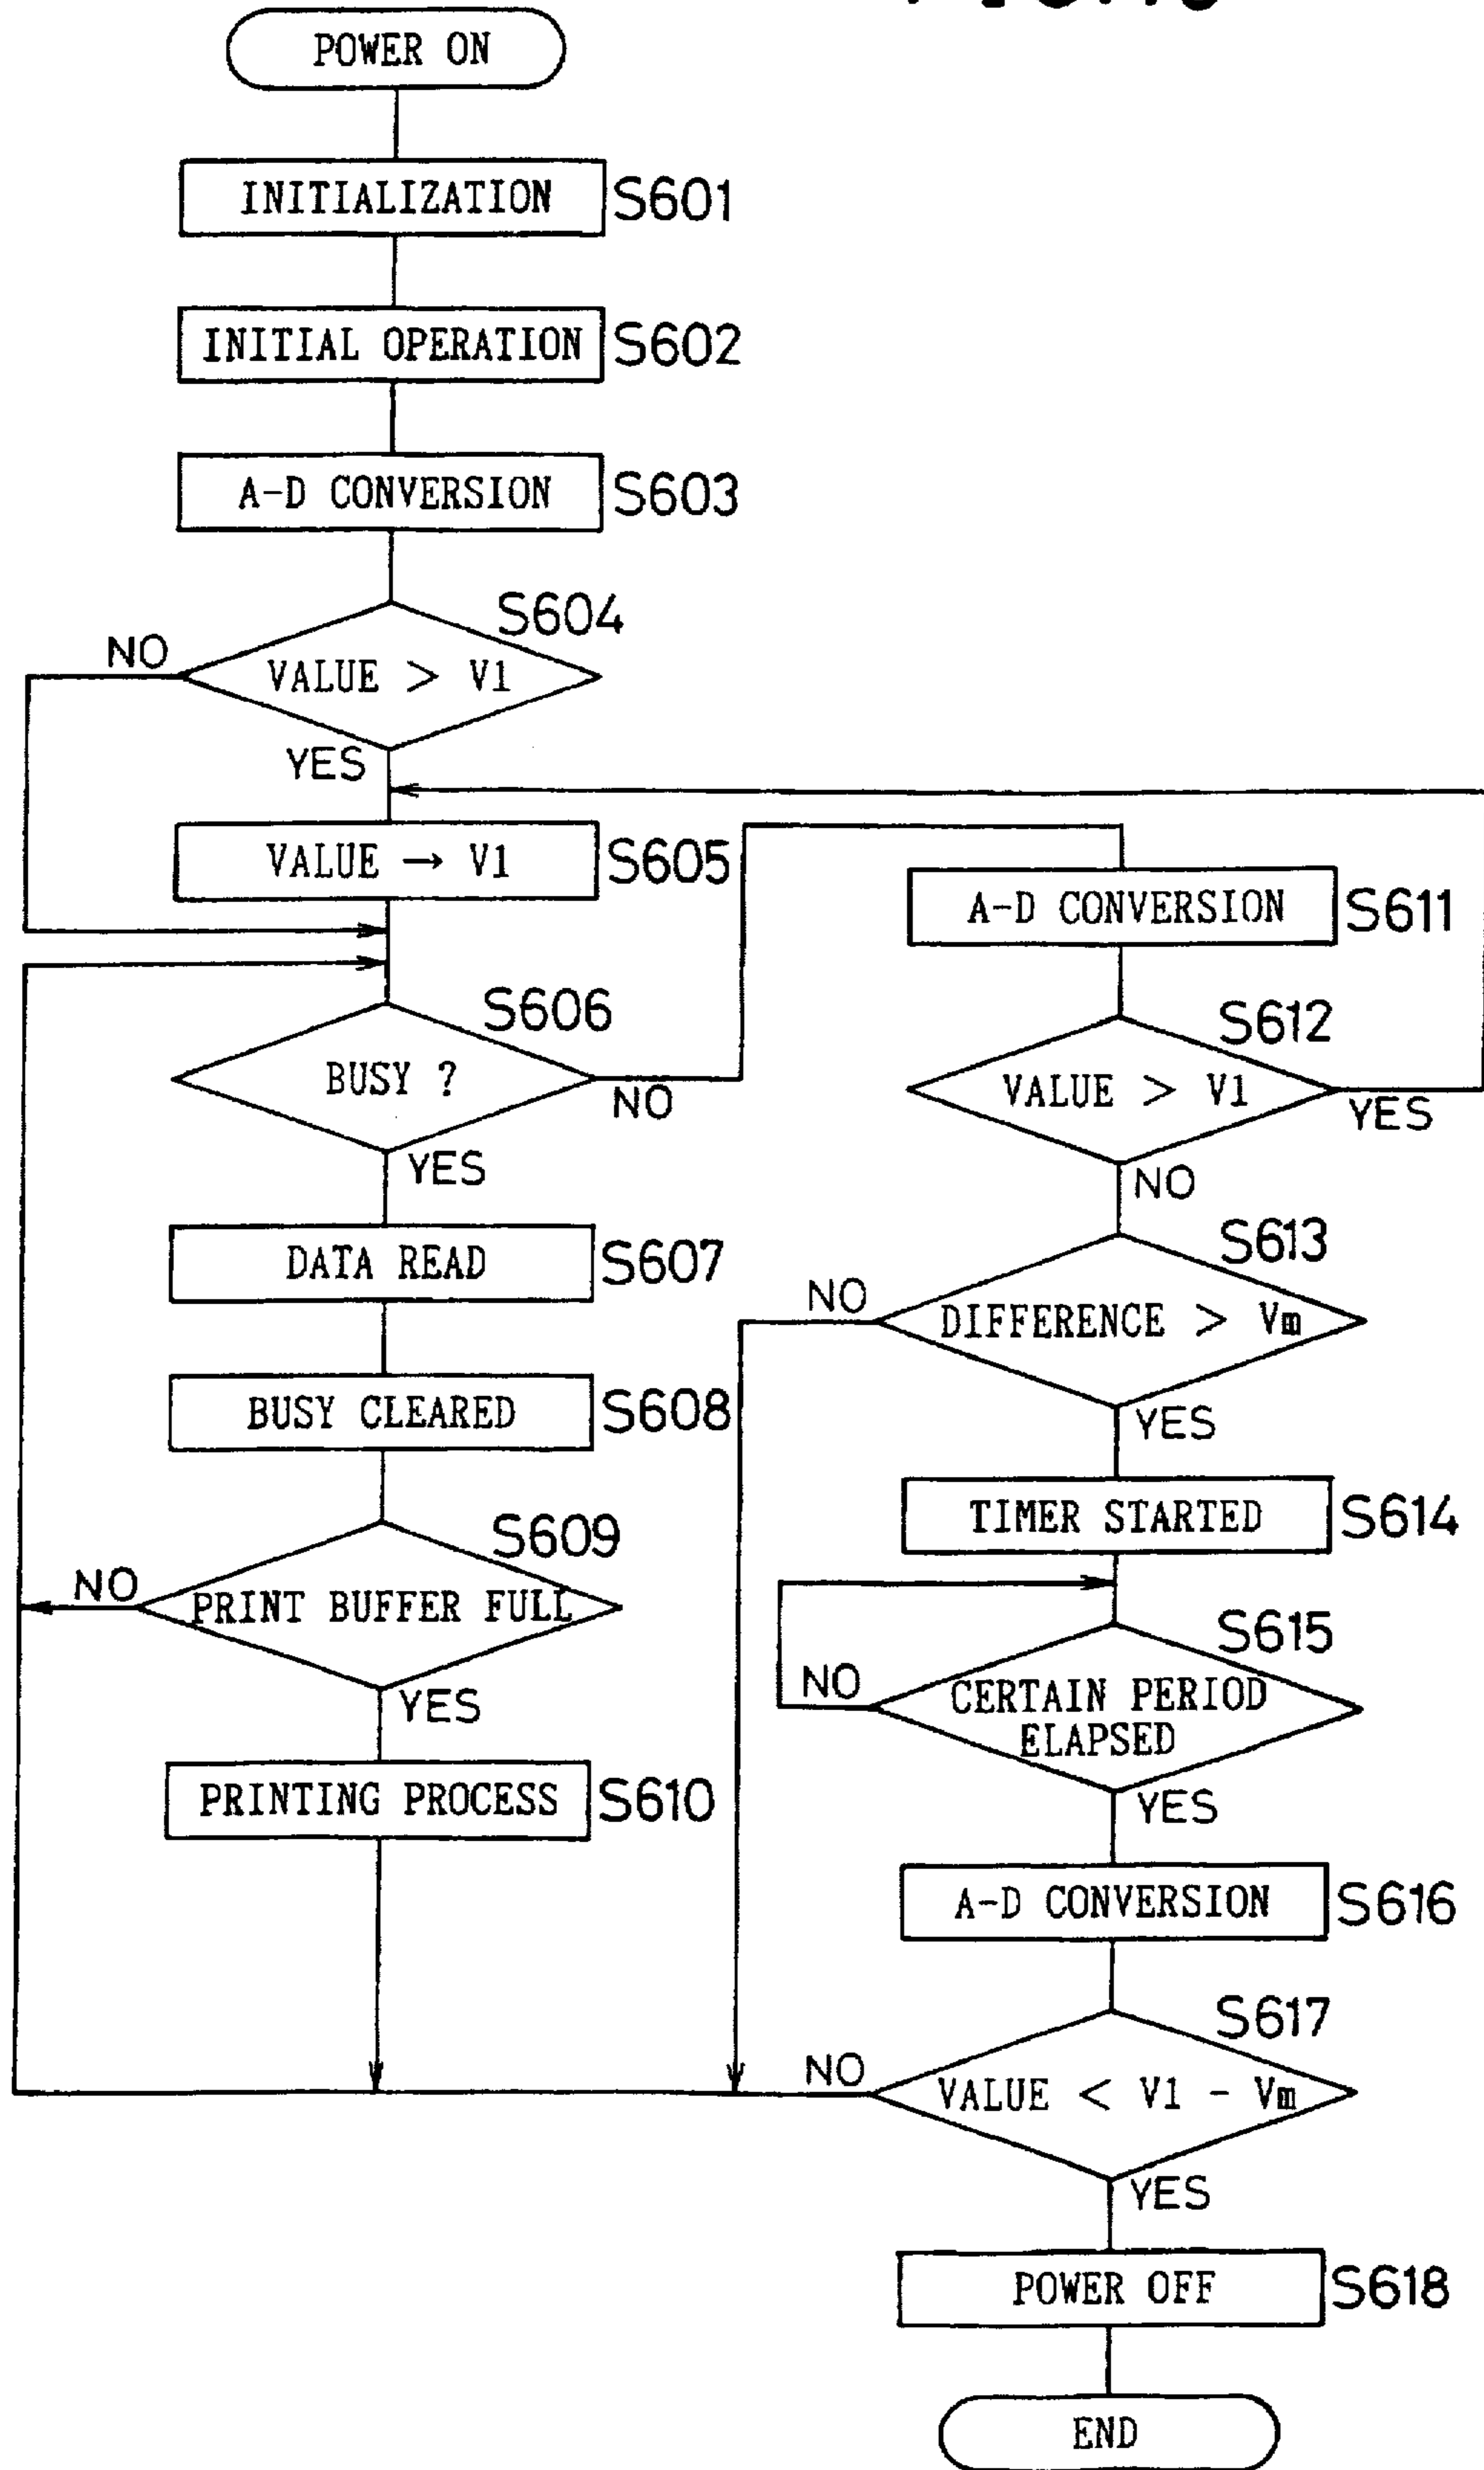 POWER ON
INITIALIZATION S601
INITIAL OPERATION S602
A-D CONVERSION S603
S604
NO
VALUE > V1
YES
VALUE → V1 S605
S606
BUSY ?
NO
YES
DATA READ S607
BUSY CLEARED S608
S609
NO
PRINT BUFFER FULL
YES
PRINTING PROCESS S610
A-D CONVERSION S611
S612
VALUE > V1
YES
NO
S613
NO
DIFFERENCE > Vm
YES
TIMER STARTED S614
S615
NO
CERTAIN PERIOD
ELAPSED
YES
A-D CONVERSION S616
S617
NO
VALUE < V1 - Vm
YES
POWER OFF S618
END